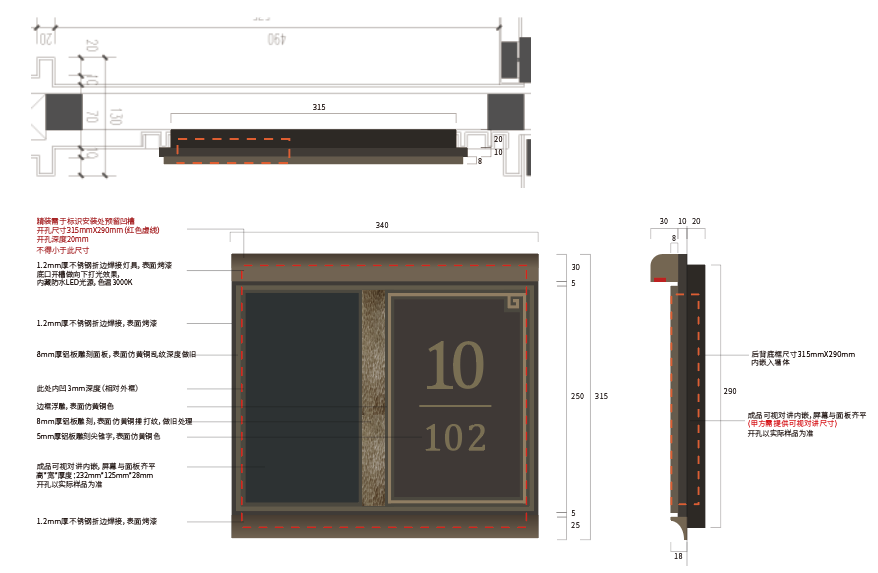 490
120
20
10
70
130
10
315
20
10
8
精装需于标识安装处预留凹槽
开孔尺寸315mmX290mm (红色虚线)
开孔深度20mm
不得小于此尺寸
1.2mm厚不锈钢折边焊接灯具, 表面烤漆
底口开槽做向下打光效果,
内藏防水LED光源, 色温3000K
1.2mm厚不锈钢折边焊接, 表面烤漆
8mm厚铝板雕刻面板, 表面仿黄铜乱纹深度做旧
此处内凹3mm深度 (相对外框)
边框浮雕, 表面仿黄铜色
8mm厚铝板雕刻, 表面仿黄铜捶打纹, 做旧处理
5mm厚铝板雕刻尖锥字, 表面仿黄铜色
成品可视对讲内嵌, 屏幕与面板齐平
高*宽*厚度:232mm*125mm*28mm
开孔以实际样品为准
1.2mm厚不锈钢折边焊接, 表面烤漆
340
10
102
30
5
250
315
5
25
30 10 20
8
290
18
后背底框尺寸315mmX290mm
内嵌入墙体
成品可视对讲内嵌, 屏幕与面板齐平
(甲方需提供可视对讲尺寸)
开孔以实际样品为准